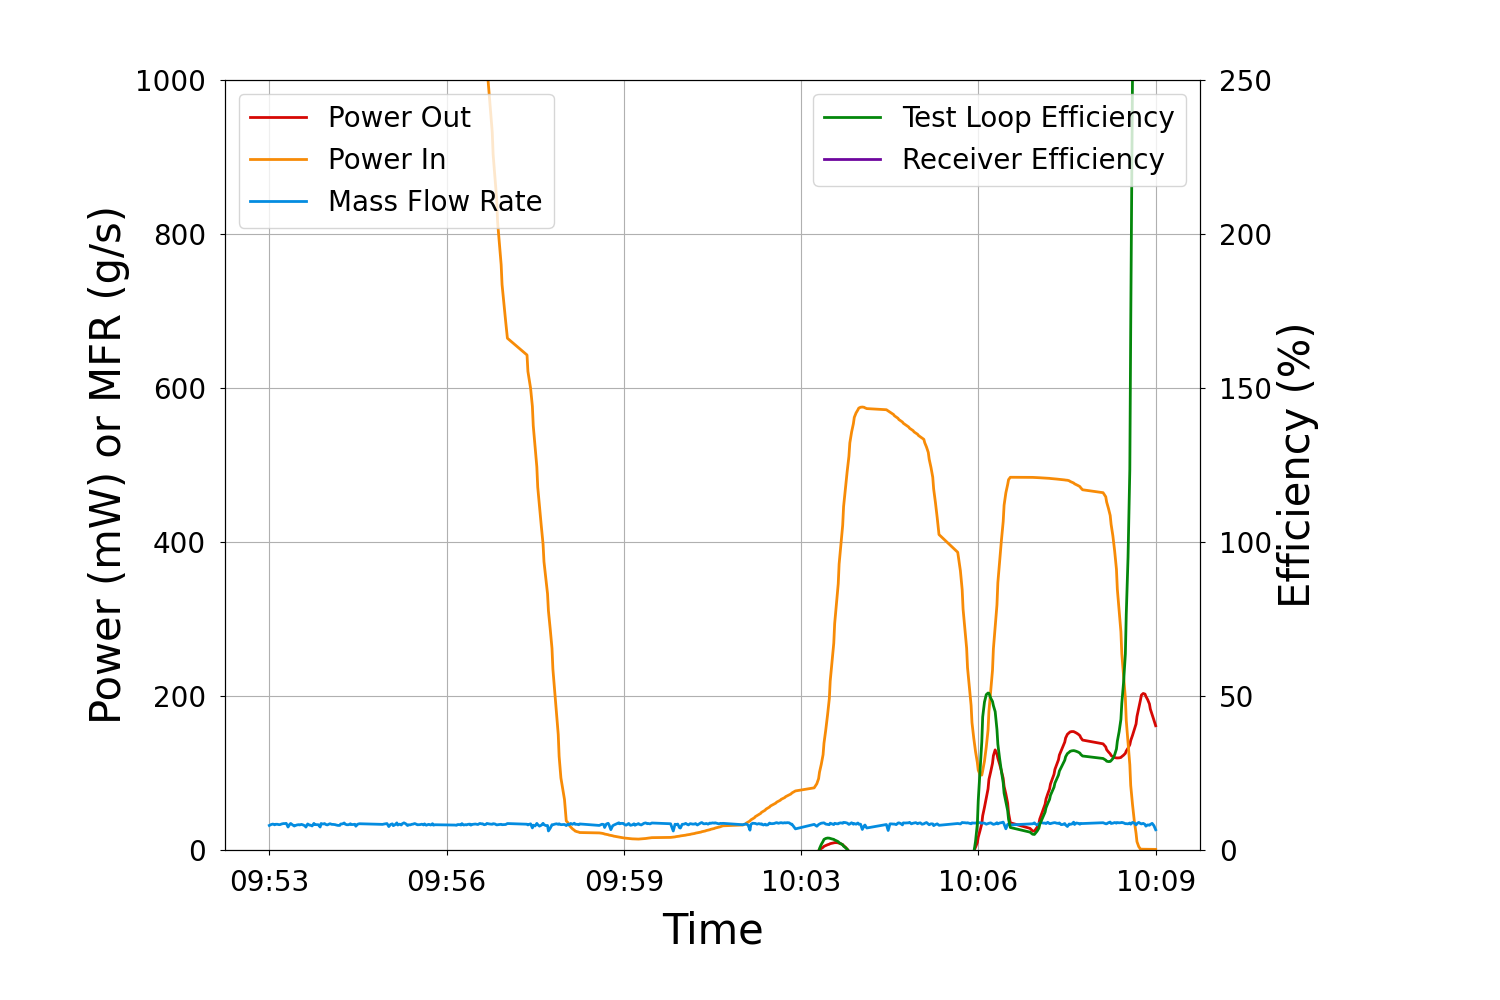 Power Out
Power In
Mass Flow Rate
Test Loop Efficiency
Receiver Efficiency
1000
800
600
400
200
0
Power (mW) or MFR (g/s)
250
200
150
100
50
0
Efficiency (%)
09:53 09:56 09:59 10:03 10:06 10:09
Time